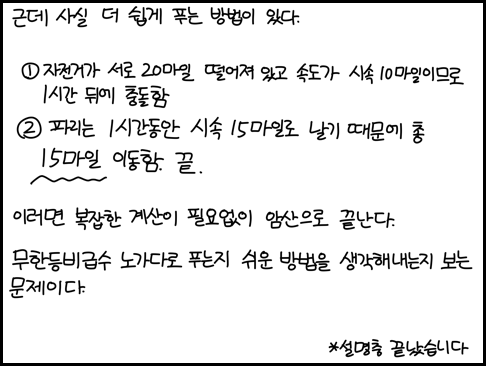 근데 사실 더 쉽게 푸는 방법이 있다.
① 자전거가 서로 20마일 떨어져 있고 속도가 시속 10마일이므로
1시간 뒤에 충돌함
② 파리는 1시간동안 시속 15마일로 날기 때문에 총
15마일 이동함. 끝.
이러면 복잡한 계산이 필요없이 암산으로 끝난다.
무한등비급수 노가다로 푸는지 쉬운 방법을 생각해내는지 보는
문제이다.
*설명충 끝났습니다